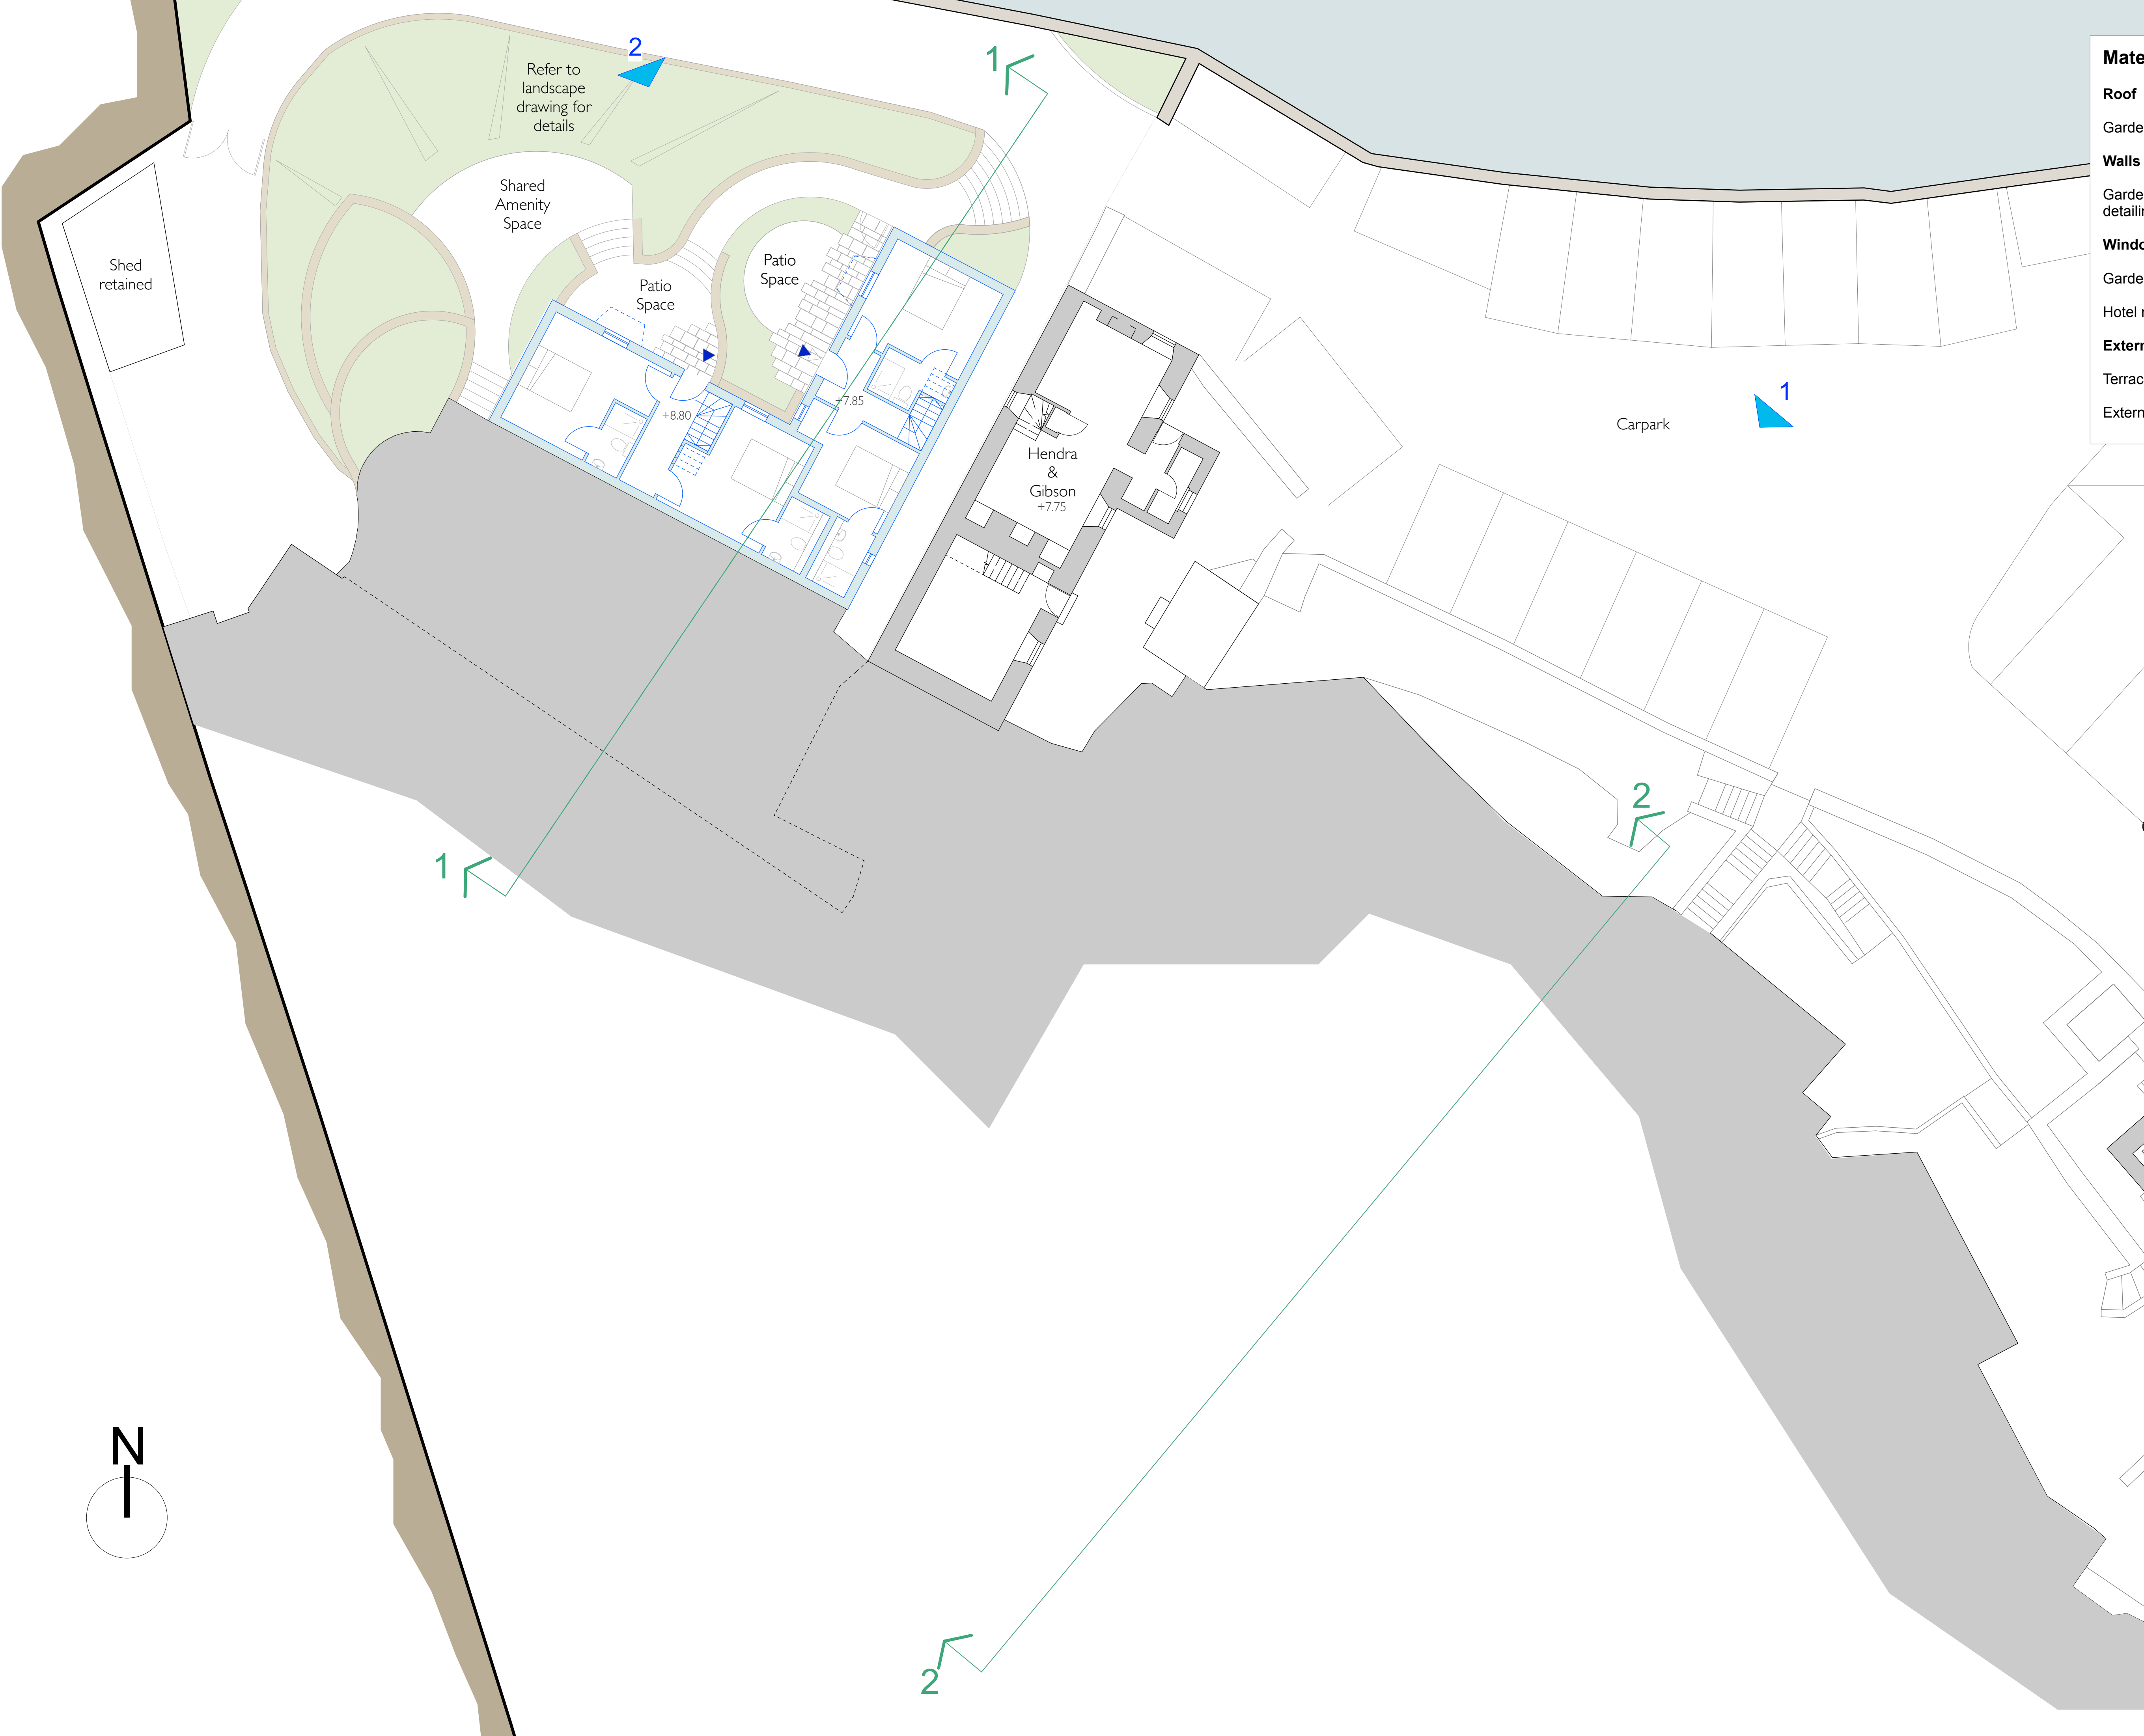 2
1
Refer to
landscape
drawing for
details
Shared
Amenity
Space
Patio
Space
Patio
Space
Shed
retained
+7.85
+8.80
Hendra
&
Gibson
+7.75
Carpark
1
Mate
Roof
Garde
Walls
Garde
detailin
Windo
Garde
Hotel r
Extern
Terrac
Extern
2
1
N
2